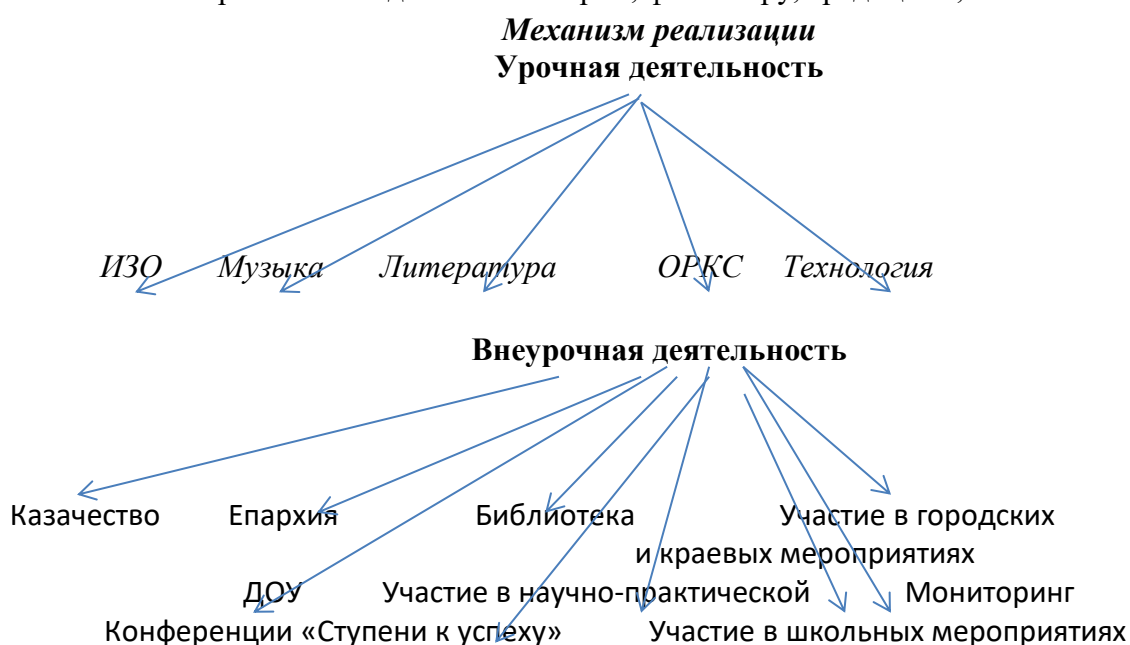 Механизм реализации
Урочная деятельность
ИЗО Музыка Литература ОРКС Технология
Внеурочная деятельность
Казачество Епархия Библиотека Участие в городских
и краевых мероприятиях
ДОУ Участие в научно-практической Мониторинг
Конференции «Ступени к успеху» Участие в школьных мероприятиях